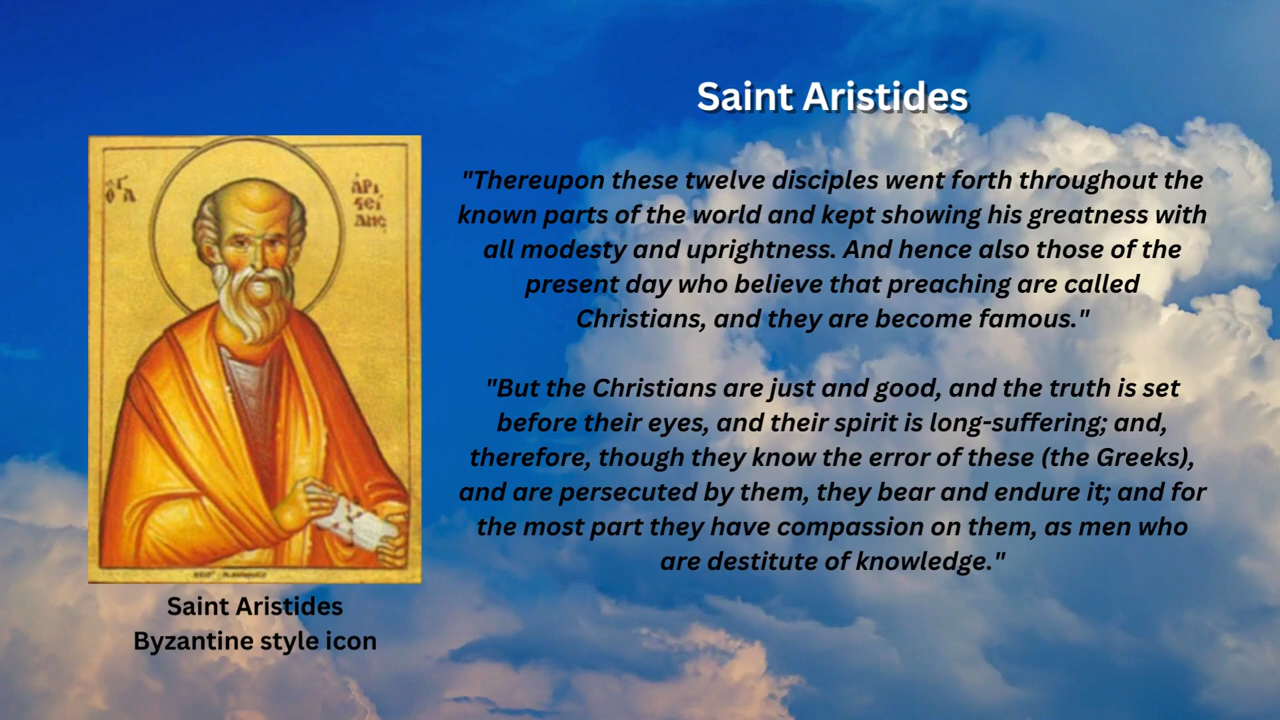 Saint Aristides
"Thereupon these twelve disciples went forth throughout the
known parts of the world and kept showing his greatness with
all modesty and uprightness. And hence also those of the
present day who believe that preaching are called
Christians, and they are become famous."
"But the Christians are just and good, and the truth is set
before their eyes, and their spirit is long-suffering; and,
therefore, though they know the error of these (the Greeks),
and are persecuted by them, they bear and endure it; and for
the most part they have compassion on them, as men who
are destitute of knowledge."
Saint Aristides
Byzantine style icon